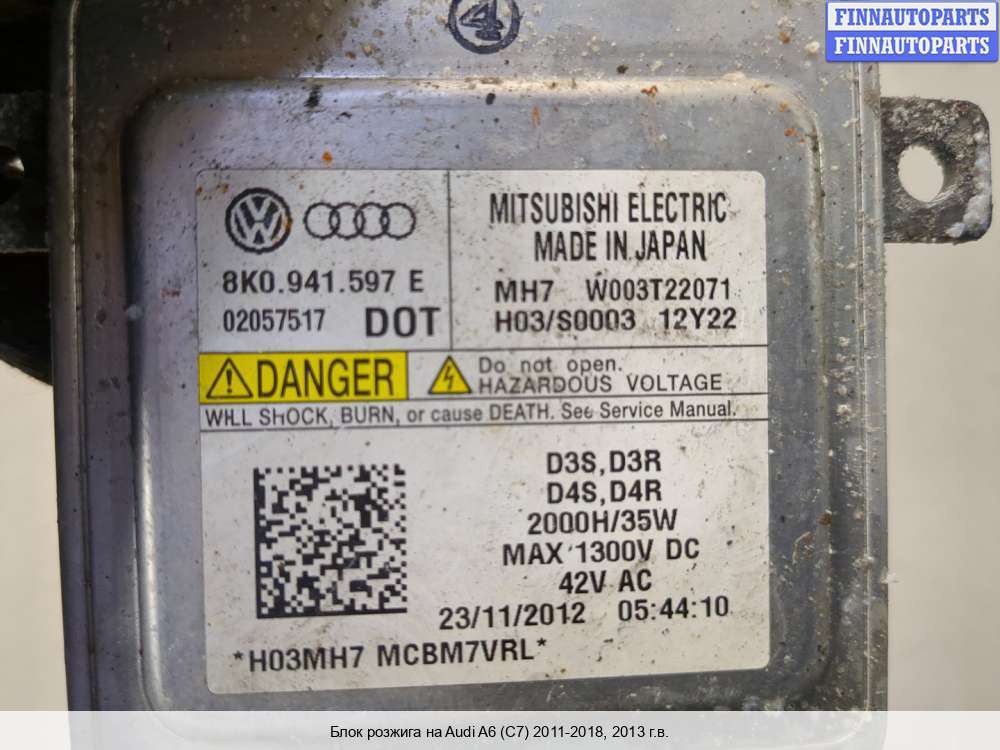 4
FINNAUTOPARTS
FINNAUTOPARTS
8K0.941.597 E
02057517 DOT
MITSUBISHI ELECTRIC
MADE IN JAPAN
MH7 W003T22071
H03/S0003 12Y22
DANGER
Do not open.
HAZARDOUS VOLTAGE
WILL SHOCK, BURN, or cause DEATH. See Service Manual.
D3S,D3R
D4S,D4R
2000H/35W
MAX 1300V DC
42V AC
23/11/2012 05:44:10
*H03MH7 MCBM7VRL*
Блок розжига на Audi A6 (C7) 2011-2018, 2013 г.в.